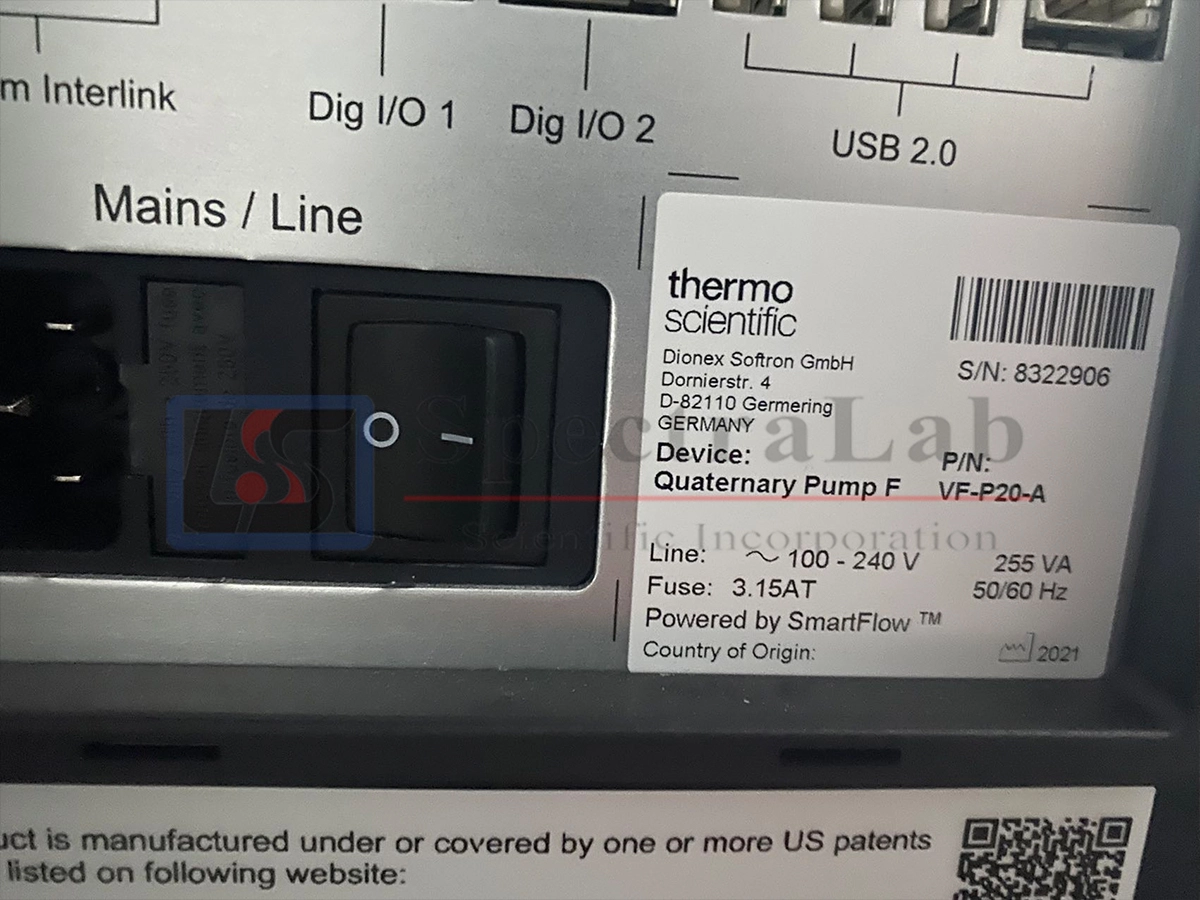 m Interlink
Dig I/O 1
Dig I/O 2
USB 2.0
Mains / Line
thermo
scientific
Dionex Softron GmbH
Dornierstr. 4
D-82110 Germering
GERMANY
S/N: 8322906
Device:
Quaternary Pump F
P/N:
VF-P20-A
Line: ~ 100 - 240 V 255 VA
Fuse: 3.15AT 50/60 Hz
Powered by SmartFlow ™
Country of Origin:
2021
O
I
LS
SpectraLab
Scientific Incorporation
uct is manufactured under or covered by one or more US patents
listed on following website: